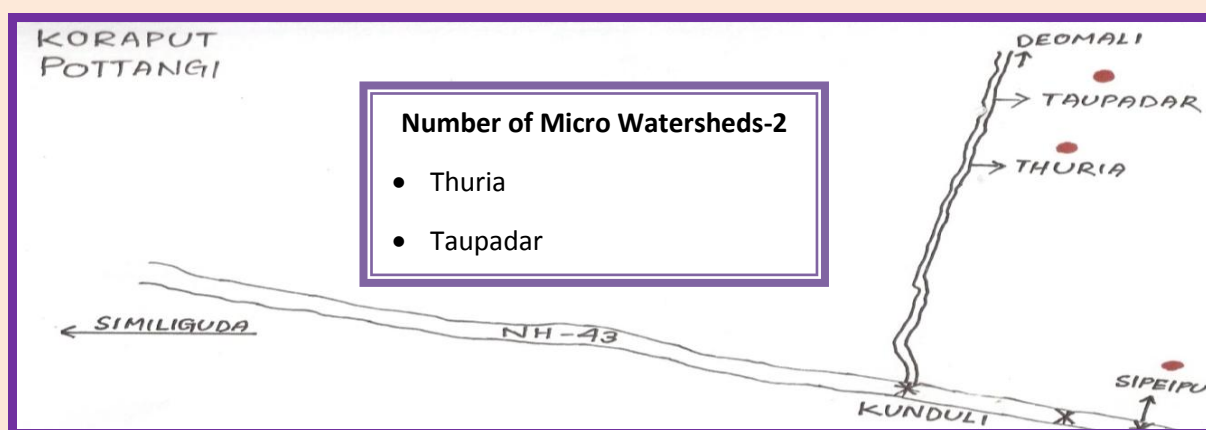 KORAPUT
POTTANGI
DEOMALI
TAUPADAR
THURIA
Number of Micro Watersheds-2
• Thuria
• Taupadar
SIMILIGUDA
NH-43
KUNDULI
SIPEIPU